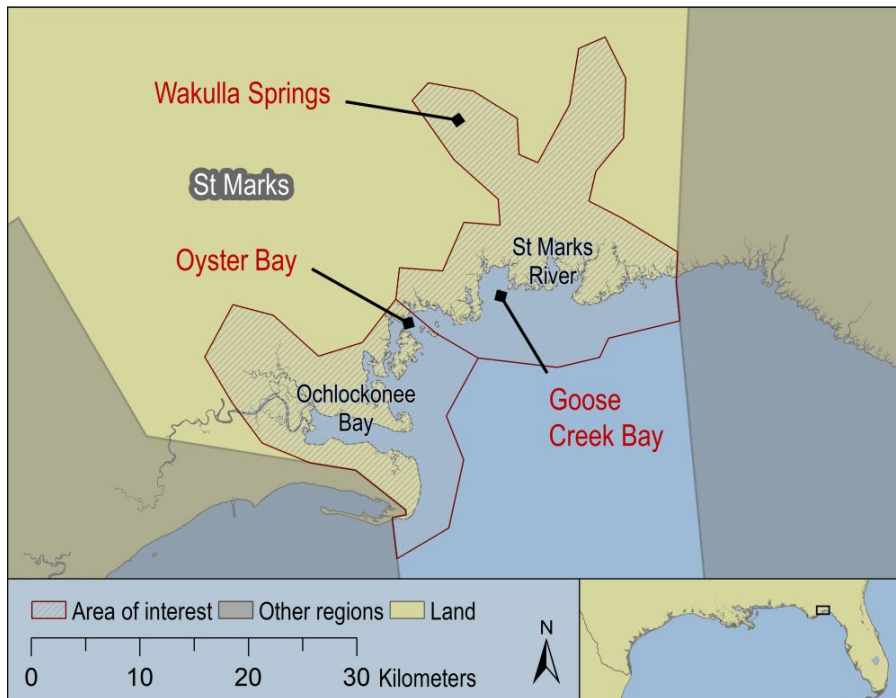 Wakulla Springs
St Marks
Oyster Bay
St Marks
River
Ochlockonee
Bay
Goose
Creek Bay
Area of interest
Other regions
Land
N
0
10
20
30
Kilometers